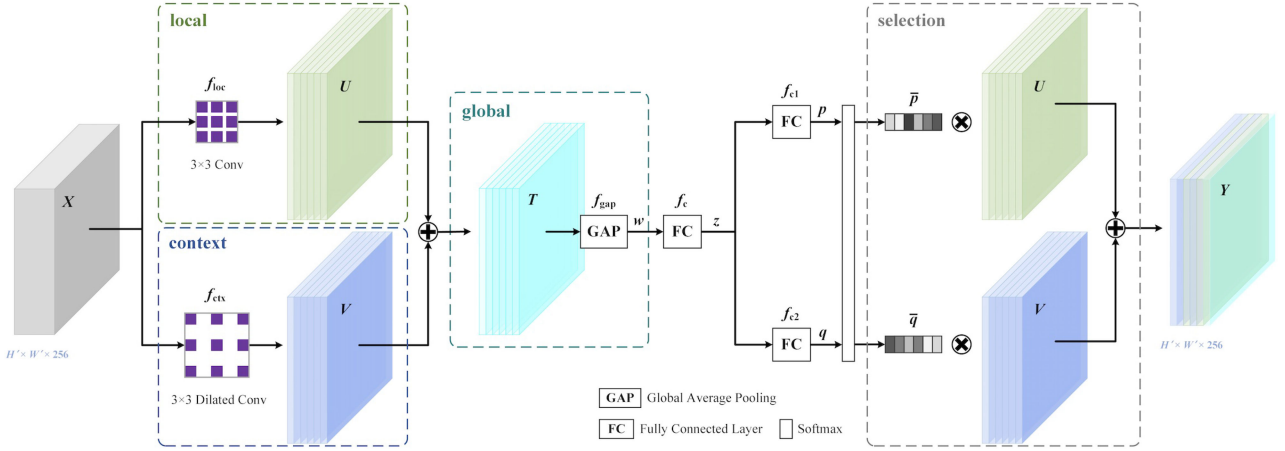 local
f_loc
3×3 Conv
U
X
H'× W'× 256
context
f_ctx
3×3 Dilated Conv
V
global
T
f_gap
GAP
w
f_c
FC
z
f_c1
FC
p
f_c2
FC
q
selection
p̅
U
q̅
V
Y
H'× W'× 256
GAP Global Average Pooling
FC Fully Connected Layer Softmax